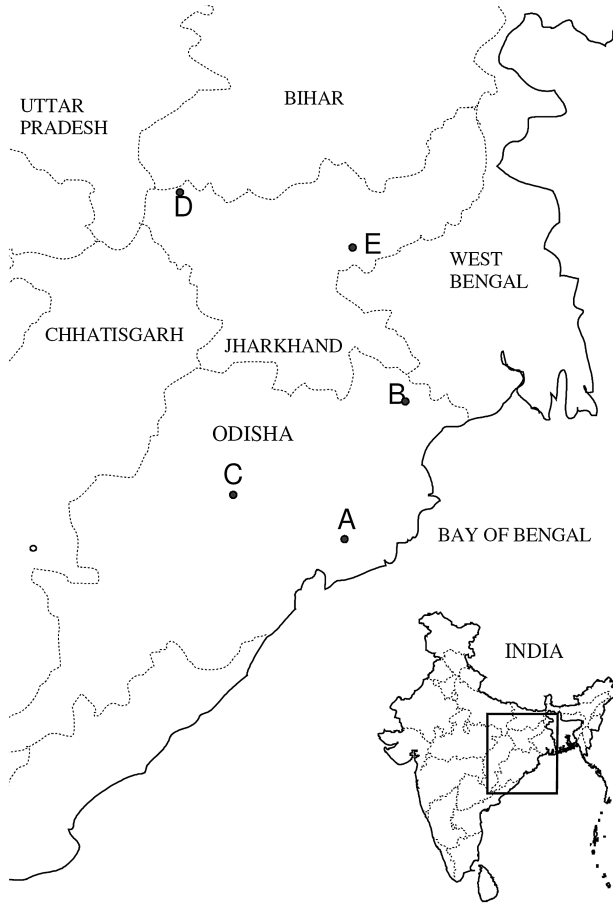 BIHAR
UTTAR
PRADESH
D
E
WEST
BENGAL
CHHATISGARH
JHARKHAND
B
ODISHA
C
A
BAY OF BENGAL
INDIA